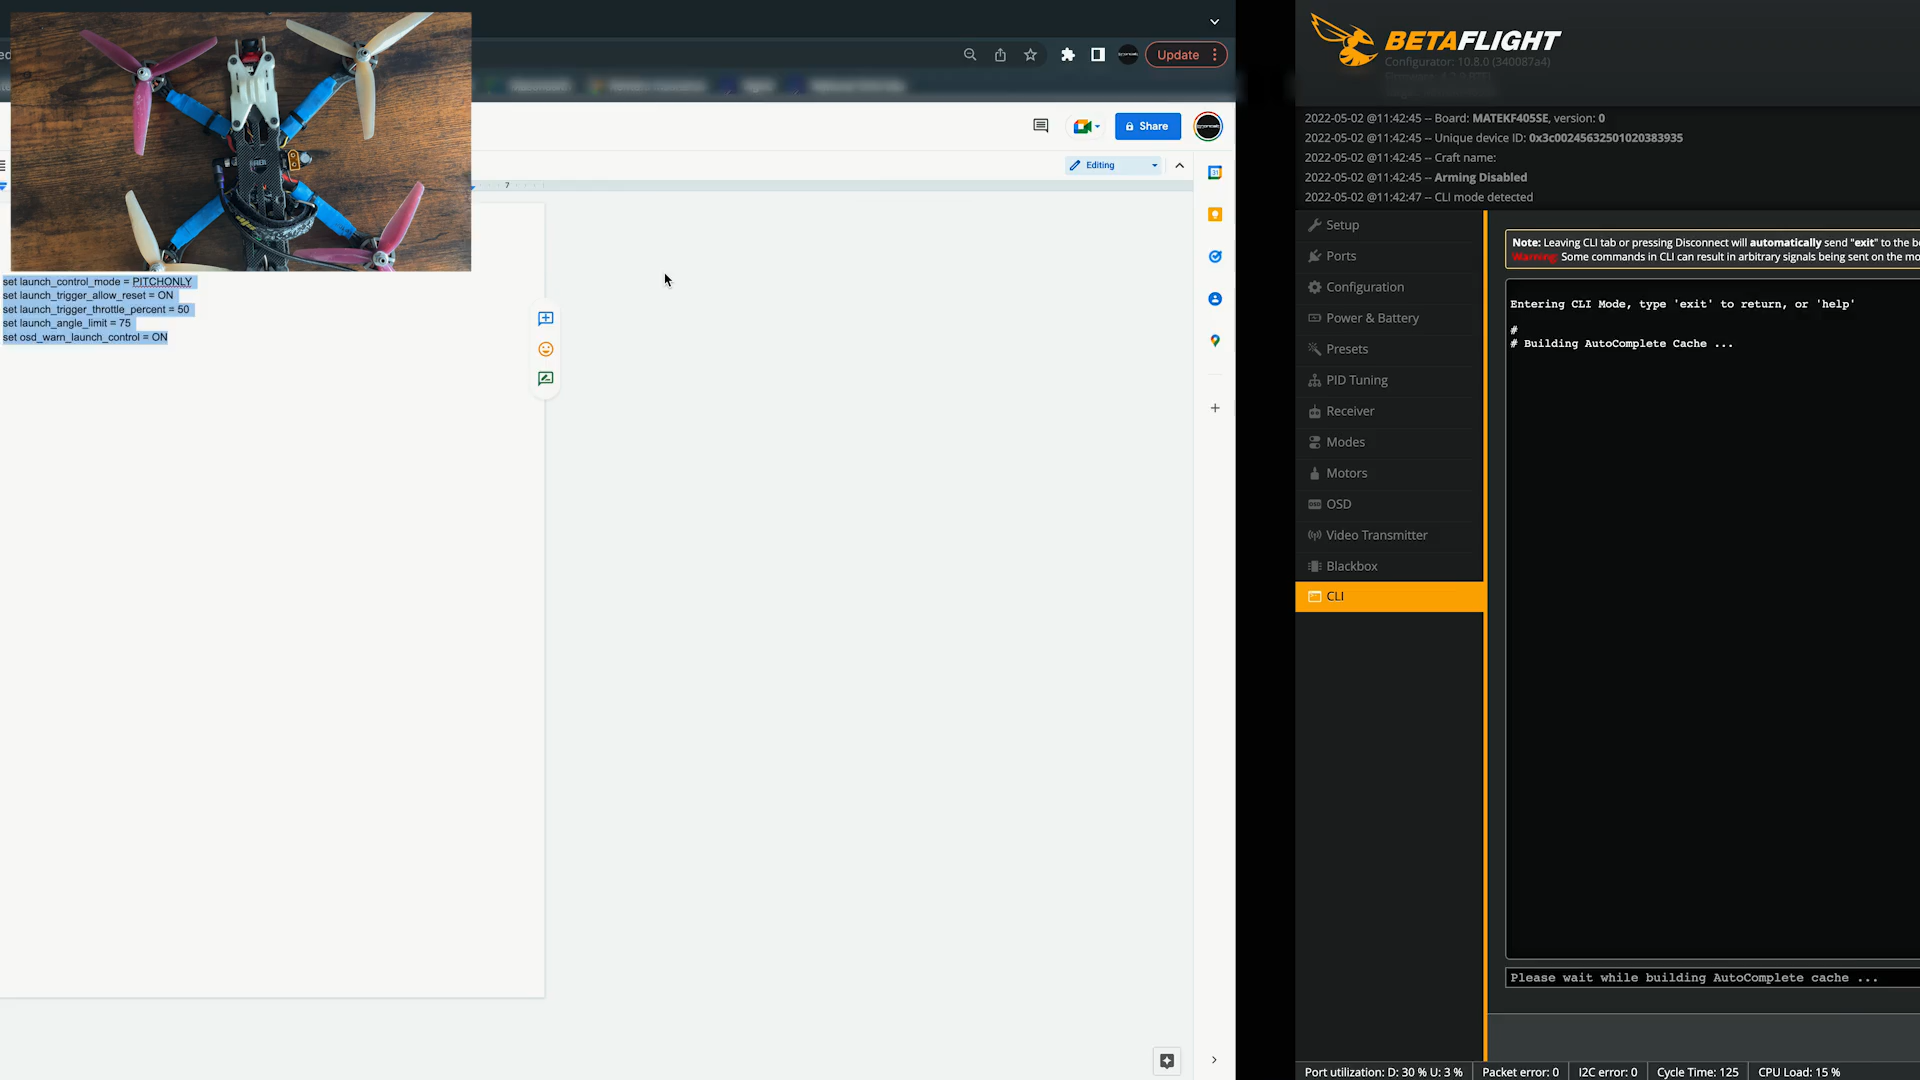 Update
Share
Editing
7
set launch_control_mode = PITCHONLY
set launch_trigger_allow_reset = ON
set launch_trigger_throttle_percent = 50
set launch_angle_limit = 75
set osd_warn_launch_control = ON
BETAFLIGHT
Configurator: 10.8.0 (340087a4)
2022-05-02 @11:42:45 -- Board: MATEKF405SE, version: 0
2022-05-02 @11:42:45 -- Unique device ID: 0x3c00245632501020383935
2022-05-02 @11:42:45 -- Craft name:
2022-05-02 @11:42:45 -- Arming Disabled
2022-05-02 @11:42:47 -- CLI mode detected
Setup
Ports
Configuration
Power & Battery
Presets
PID Tuning
Receiver
Modes
Motors
OSD
Video Transmitter
Blackbox
CLI
Note: Leaving CLI tab or pressing Disconnect will automatically send "exit" to the
Warning: Some commands in CLI can result in arbitrary signals being sent on the
Entering CLI Mode, type 'exit' to return, or 'help'
#
# Building AutoComplete Cache ...
Please wait while building AutoComplete cache ...
Port utilization: D: 30 % U: 3 %
Packet error: 0
I2C error: 0
Cycle Time: 125
CPU Load: 15 %